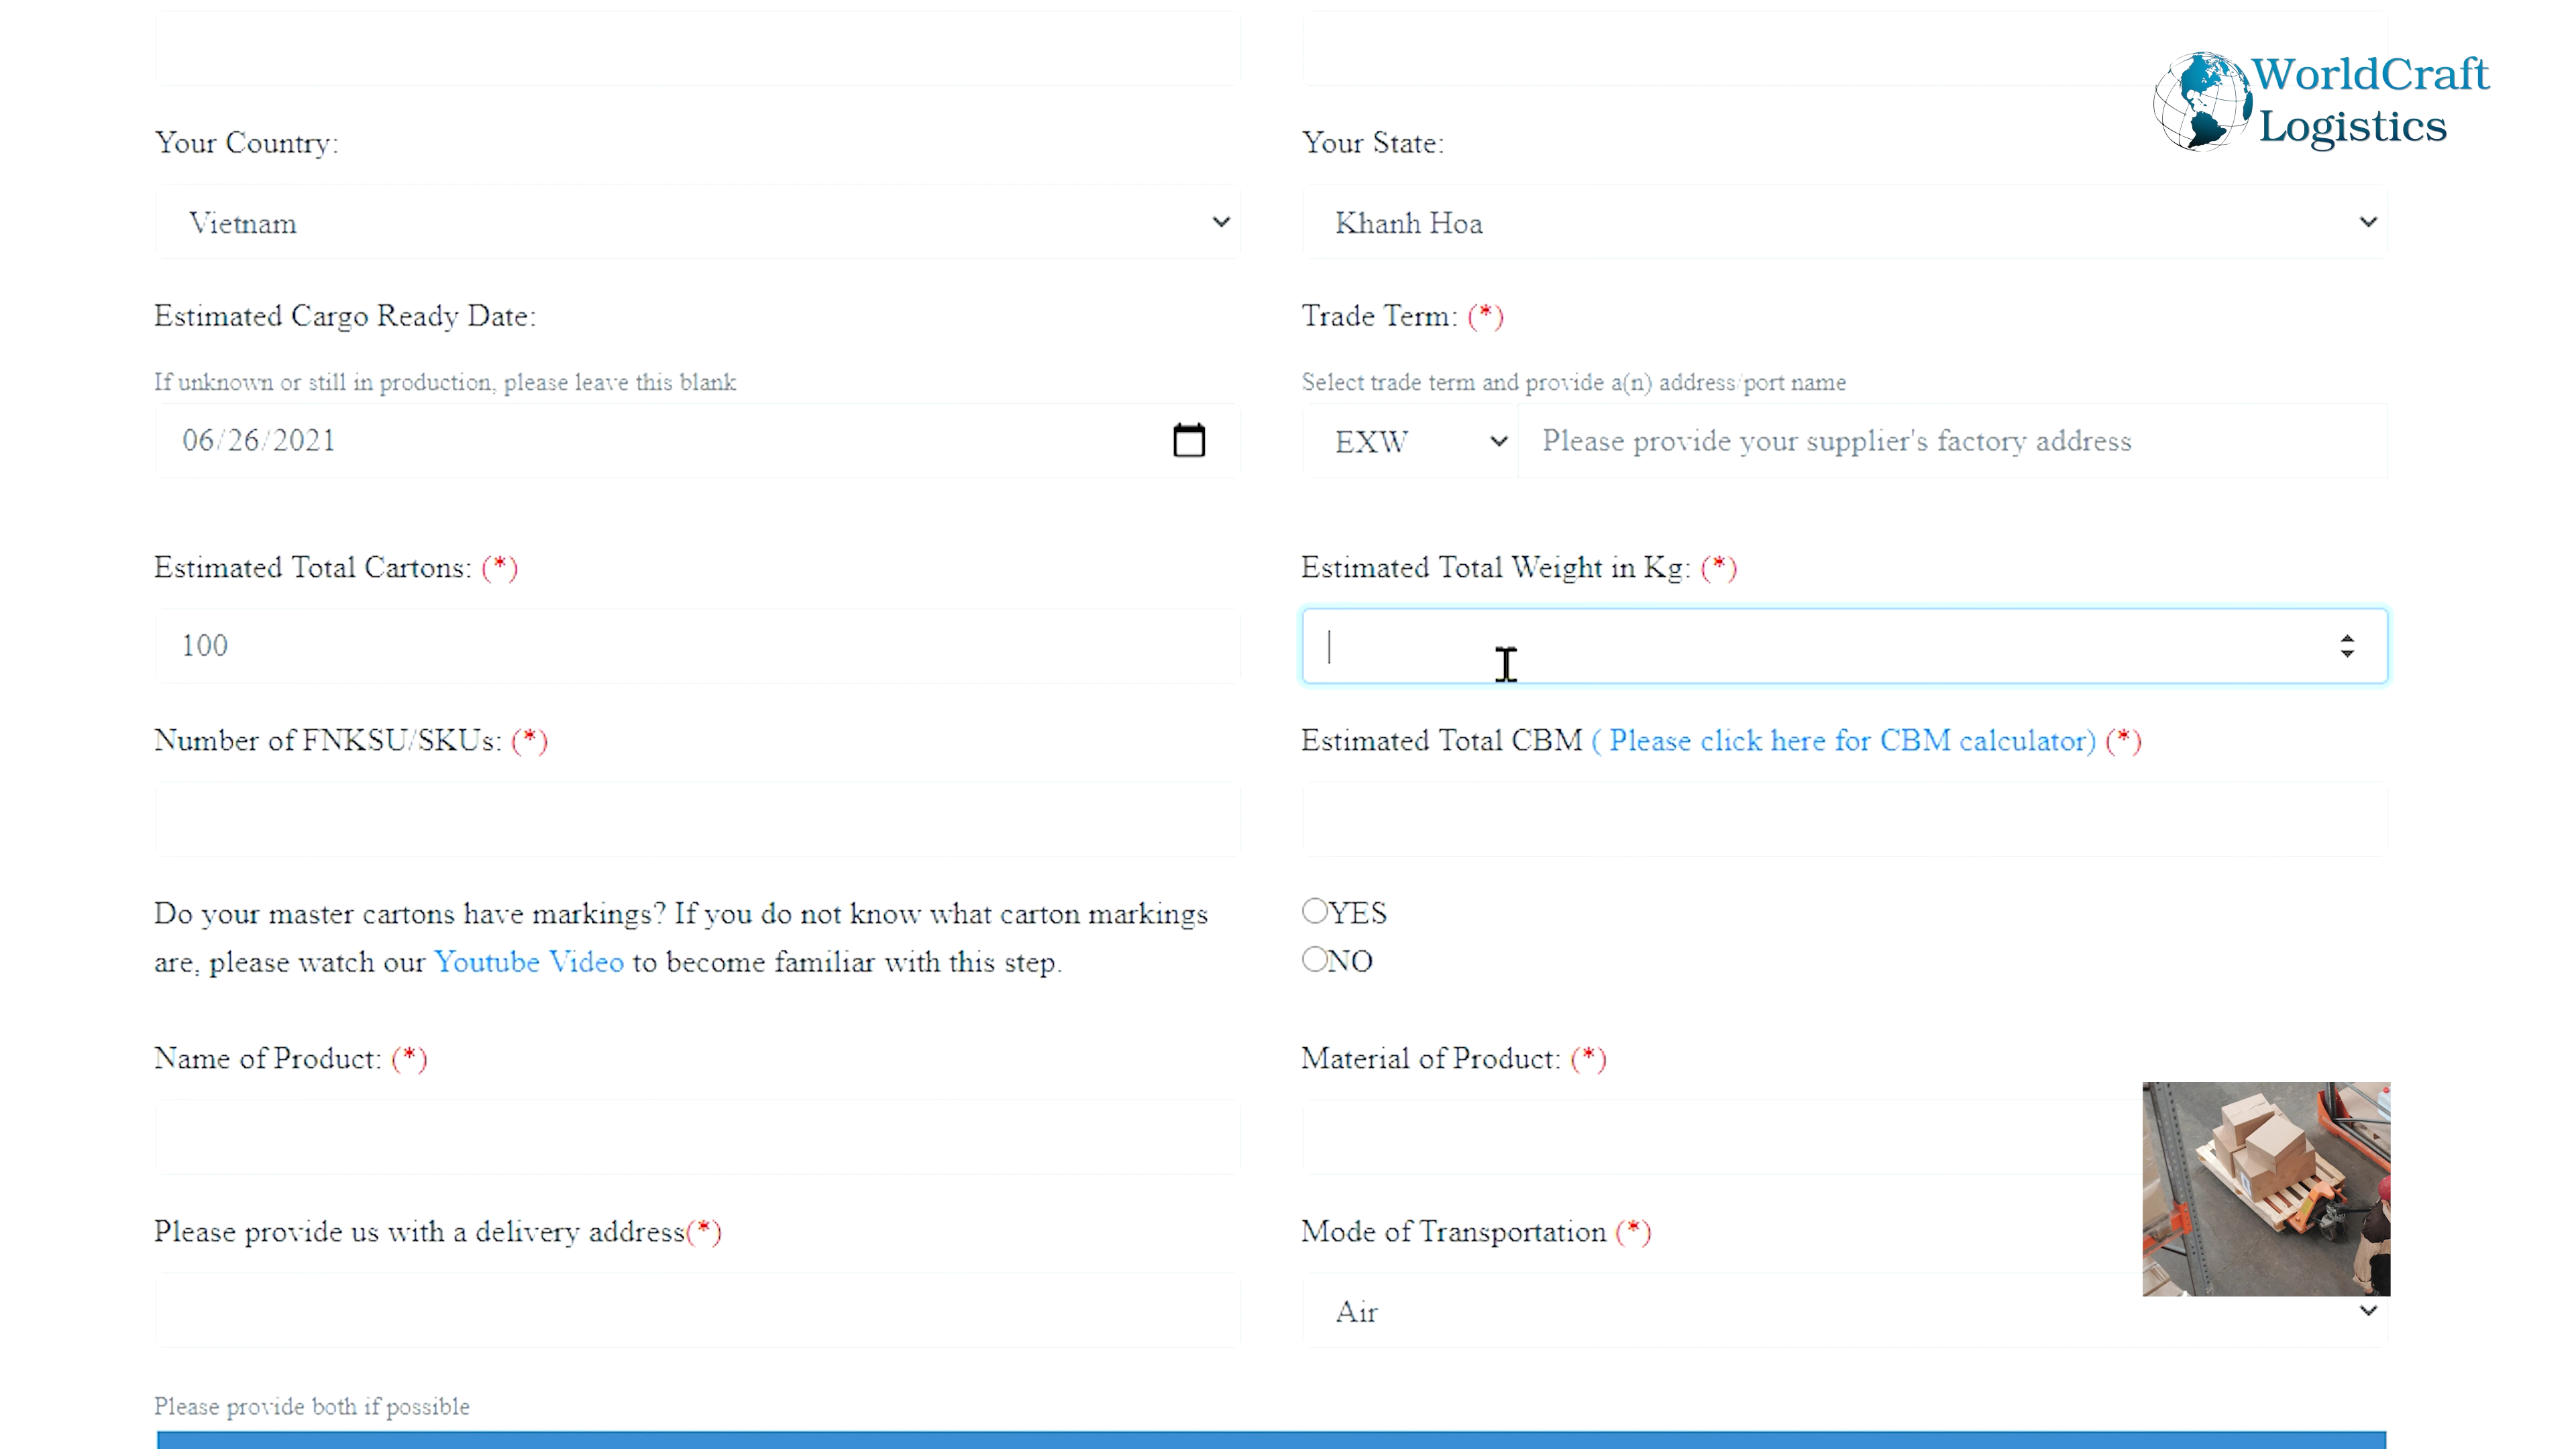 WorldCraft
Logistics
Your Country:
Your State:
Vietnam
Khanh Hoa
Estimated Cargo Ready Date:
Trade Term: (*)
If unknown or still in production, please leave this blank
Select trade term and provide a(n) address/port name
06/26/2021
EXW
Please provide your supplier's factory address
Estimated Total Cartons: (*)
Estimated Total Weight in Kg: (*)
100
Number of FNKSU/SKUs: (*)
Estimated Total CBM ( Please click here for CBM calculator) (*)
Do your master cartons have markings? If you do not know what carton markings
are, please watch our Youtube Video to become familiar with this step.
YES
NO
Name of Product: (*)
Material of Product: (*)
Please provide us with a delivery address(*)
Mode of Transportation (*)
Air
Please provide both if possible